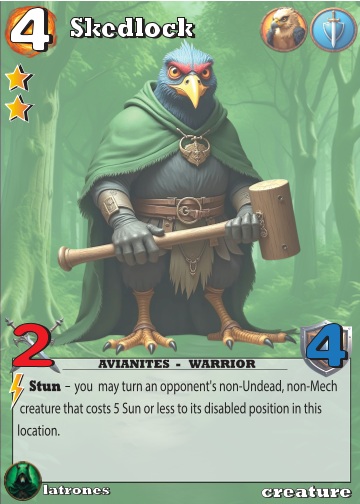 4 Skedlock
2 4
AVIANITES - WARRIOR
Stun – you may turn an opponent's non-Undead, non-Mech
creature that costs 5 Sun or less to its disabled position in this
location.
latrones creature